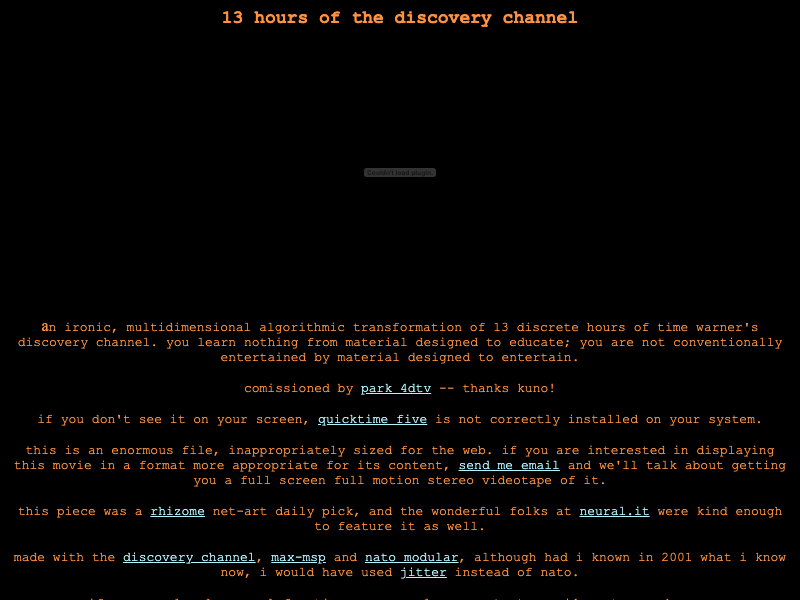 13 hours of the discovery channel
Couldn't load plugin.
an ironic, multidimensional algorithmic transformation of 13 discrete hours of time warner's
discovery channel. you learn nothing from material designed to educate; you are not conventionally
entertained by material designed to entertain.
comissioned by park 4dtv -- thanks kuno!
if you don't see it on your screen, quicktime five is not correctly installed on your system.
this is an enormous file, inappropriately sized for the web. if you are interested in displaying
this movie in a format more appropriate for its content, send me email and we'll talk about getting
you a full screen full motion stereo videotape of it.
this piece was a rhizome net-art daily pick, and the wonderful folks at neural.it were kind enough
to feature it as well.
made with the discovery channel, max-msp and nato modular, although had i known in 2001 what i know
now, i would have used jitter instead of nato.